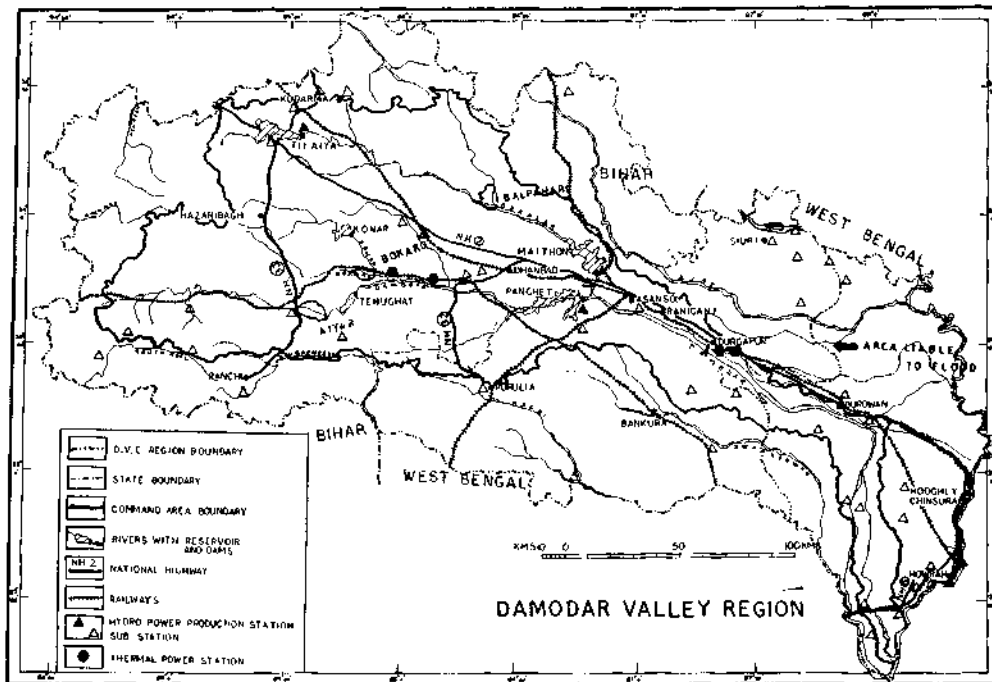 KODARMA
TILAIYA
BIHAR
BALPAHARI
WEST BENGAL
HAZARIBAGH
KONAR
BOKARO
NH 2
MAITHON
SIURI
DHANBAD
TENUGHAT
PANCHET
ASANSOL
RANIGANJ
DURGAPUR
AREA LIABLE
TO FLOOD
NH
RANCHI
PURULIA
BURDWAN
BIHAR
BANKURA
WEST BENGAL
HOOGHLY
CHINSURA
HOWRAH
D.V.C REGION BOUNDARY
STATE BOUNDARY
COMMAND AREA BOUNDARY
RIVERS WITH RESERVOIR
AND DAMS
NH 2
NATIONAL HIGHWAY
RAILWAYS
HYDRO POWER PRODUCTION STATION
SUB STATION
THERMAL POWER STATION
KMS 0 50 100 KMS
DAMODAR VALLEY REGION